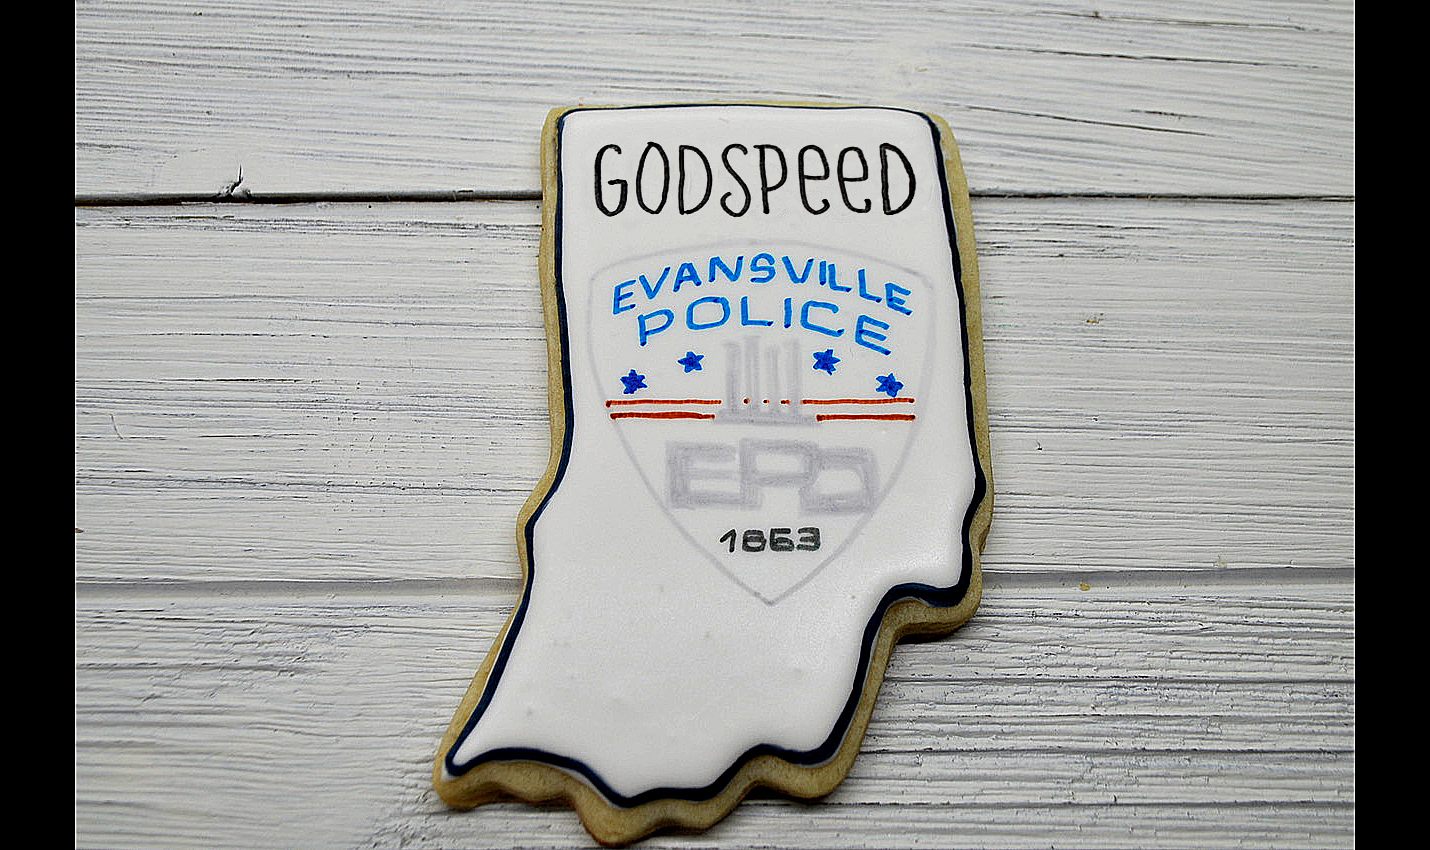 GODSPeeD
EVANSVILLE
POLICE
EPD
1863